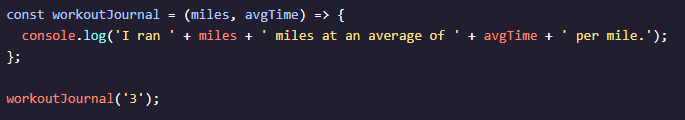 const workoutJournal = (miles, avgTime) => {
  console.log('I ran ' + miles + ' miles at an average of ' + avgTime + ' per mile.');
};

workoutJournal('3');